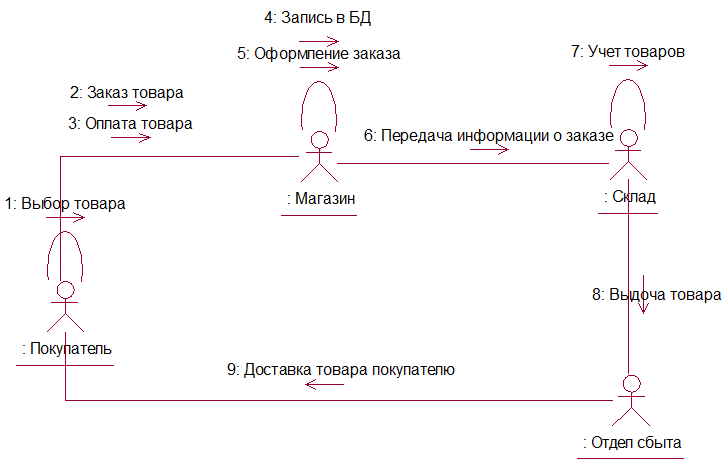 4: Запись в БД
5: Оформление заказа
7: Учет товаров
2: Заказ товара
3: Оплата товара
6: Передача информации о заказе
: Магазин
: Склад
1: Выбор товара
8: Выдоча товара
: Покупатель
9: Доставка товара покупателю
: Отдел сбыта